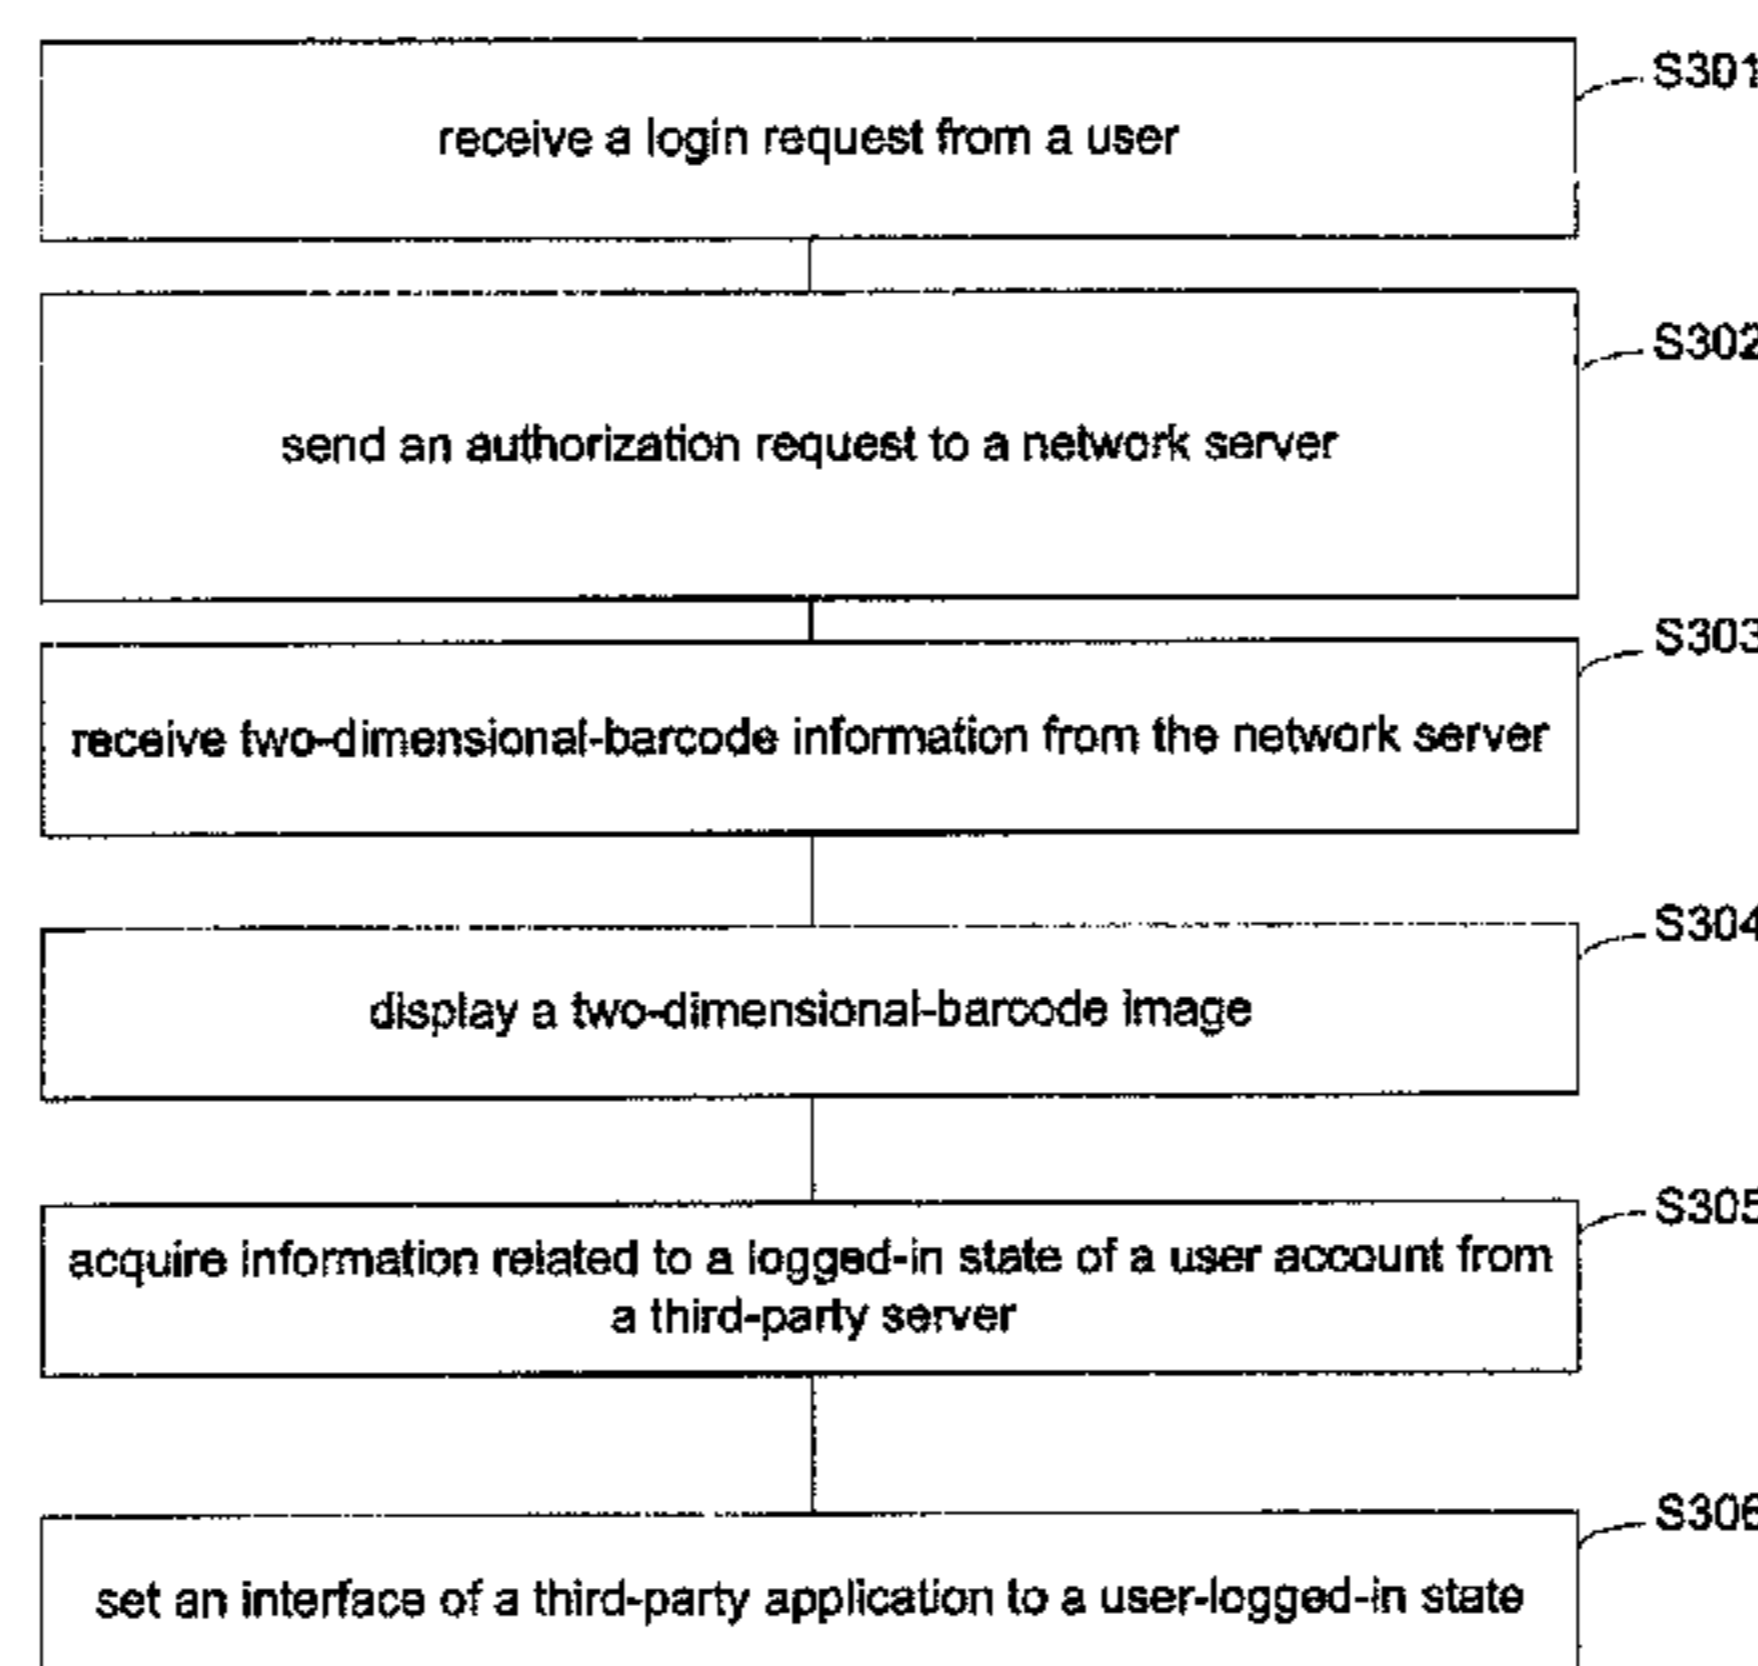 S301
receive a login request from a user
S302
send an authorization request to a network server
S303
receive two-dimensional-barcode information from the network server
S304
display a two-dimensional-barcode image
S305
acquire information related to a logged-in state of a user account from
a third-party server
S306
set an interface of a third-party application to a user-logged-in state